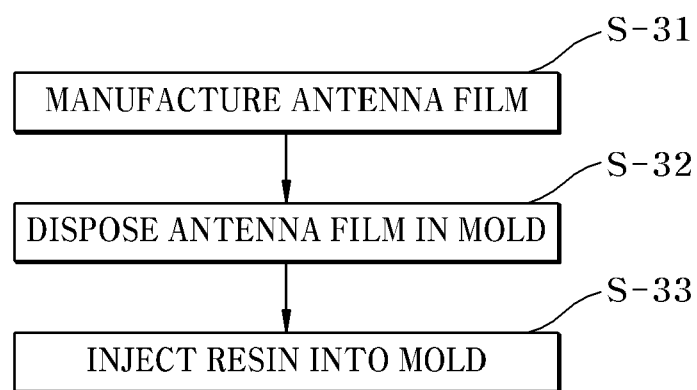 S-31
MANUFACTURE ANTENNA FILM
S-32
DISPOSE ANTENNA FILM IN MOLD
S-33
INJECT RESIN INTO MOLD